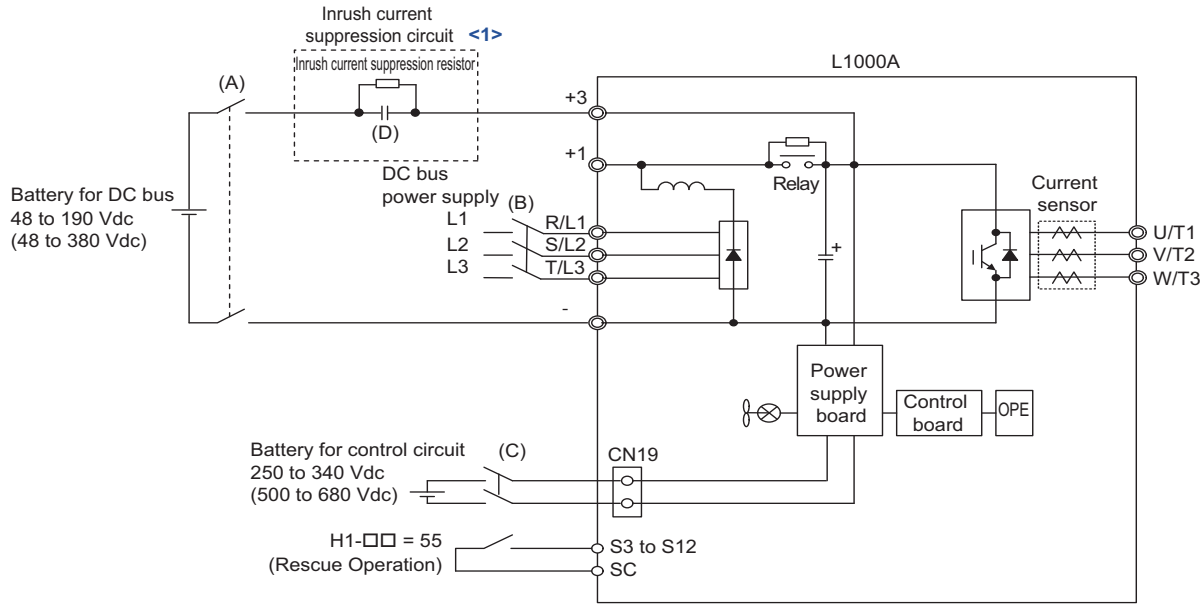 Inrush current
suppression circuit <1>
Inrush current suppression resistor
L1000A
(A)
+3
(D)
+1
DC bus
power supply
Relay
Current
sensor
Battery for DC bus
48 to 190 Vdc
(48 to 380 Vdc)
(B)
L1
R/L1
L2
S/L2
L3
T/L3
+
U/T1
V/T2
W/T3
-
Power
supply
board
Control
board
OPE
Battery for control circuit
250 to 340 Vdc
(500 to 680 Vdc)
(C)
CN19
H1-□□ = 55
(Rescue Operation)
S3 to S12
SC